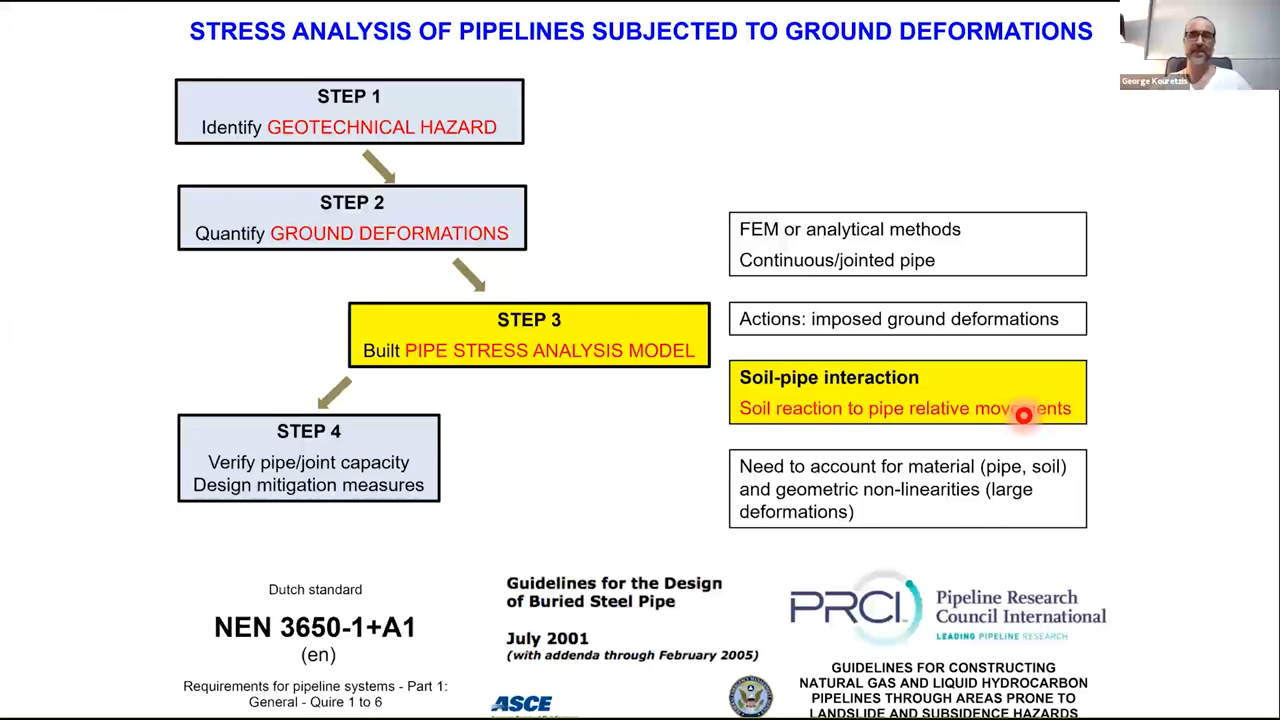 STRESS ANALYSIS OF PIPELINES SUBJECTED TO GROUND DEFORMATIONS
George Kouretzis
STEP 1
Identify GEOTECHNICAL HAZARD
STEP 2
Quantify GROUND DEFORMATIONS
STEP 3
Built PIPE STRESS ANALYSIS MODEL
STEP 4
Verify pipe/joint capacity
Design mitigation measures
FEM or analytical methods
Continuous/jointed pipe
Actions: imposed ground deformations
Soil-pipe interaction
Soil reaction to pipe relative movements
Need to account for material (pipe, soil)
and geometric non-linearities (large
deformations)
Dutch standard
NEN 3650-1+A1
(en)
Requirements for pipeline systems - Part 1:
General - Quire 1 to 6
Guidelines for the Design
of Buried Steel Pipe
July 2001
(with addenda through February 2005)
ASCE
PRCI
Pipeline Research
Council International
LEADING PIPELINE RESEARCH
GUIDELINES FOR CONSTRUCTING
NATURAL GAS AND LIQUID HYDROCARBON
PIPELINES THROUGH AREAS PRONE TO
LANDSLIDE AND SUBSIDENCE HAZARDS